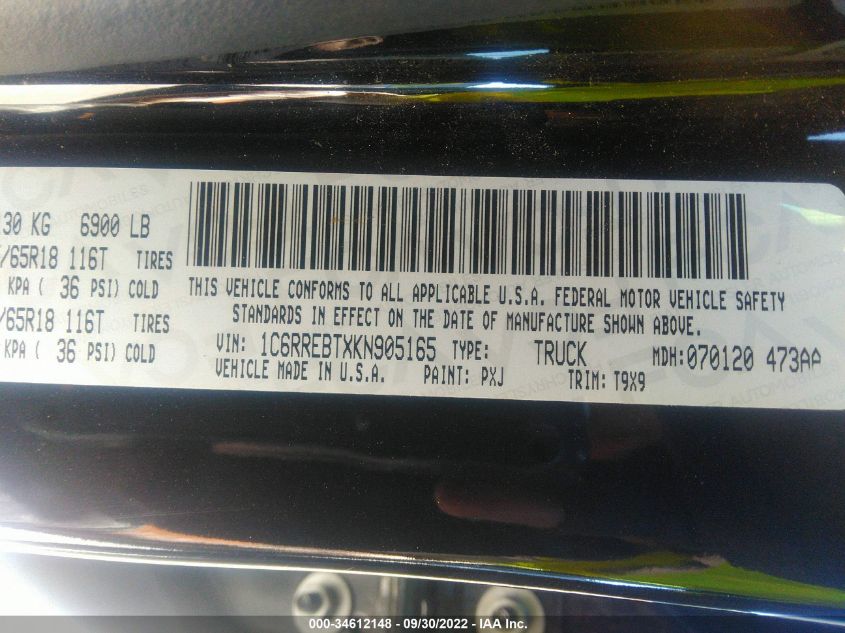 30 KG 6900 LB
/65R18 116T TIRES
KPA ( 36 PSI) COLD
/65R18 116T TIRES
KPA ( 36 PSI) COLD
THIS VEHICLE CONFORMS TO ALL APPLICABLE U.S.A. FEDERAL MOTOR VEHICLE SAFETY
STANDARDS IN EFFECT ON THE DATE OF MANUFACTURE SHOWN ABOVE.
VIN: 1C6RREBTXKN905165 TYPE: TRUCK MDH: 070120 473AA
VEHICLE MADE IN U.S.A. PAINT: PXJ TRIM: T9X9
000-34612148 - 09/30/2022 - IAA Inc.